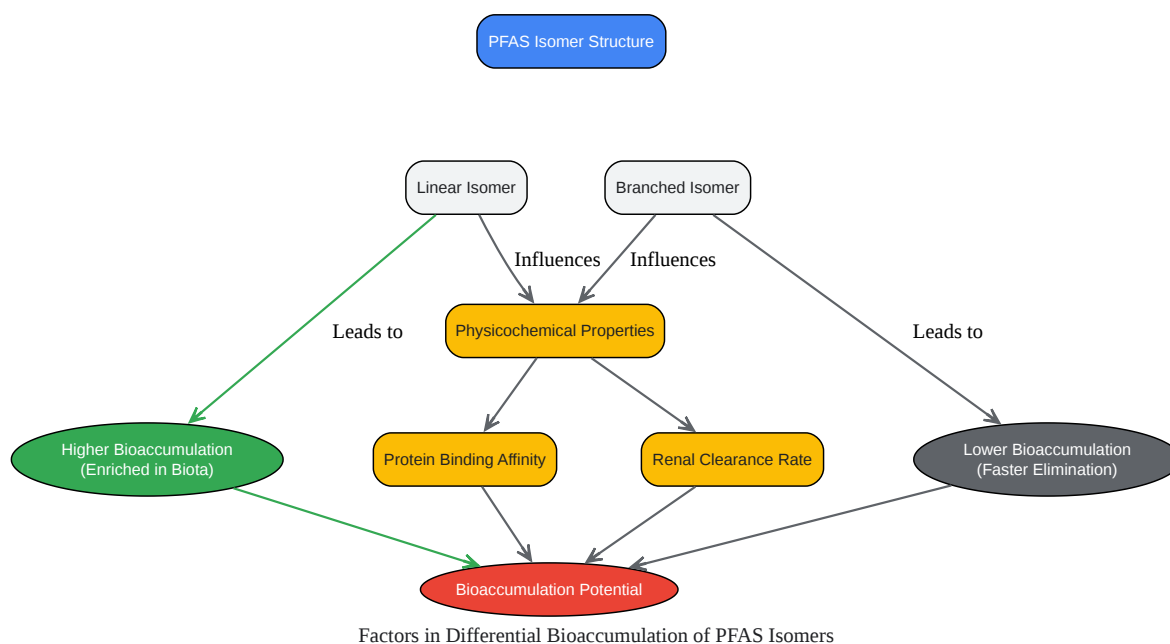 PFAS Isomer Structure
Linear Isomer
Branched Isomer
Influences
Influences
Physicochemical Properties
Leads to
Leads to
Higher Bioaccumulation
(Enriched in Biota)
Protein Binding Affinity
Renal Clearance Rate
Lower Bioaccumulation
(Faster Elimination)
Bioaccumulation Potential
Factors in Differential Bioaccumulation of PFAS Isomers